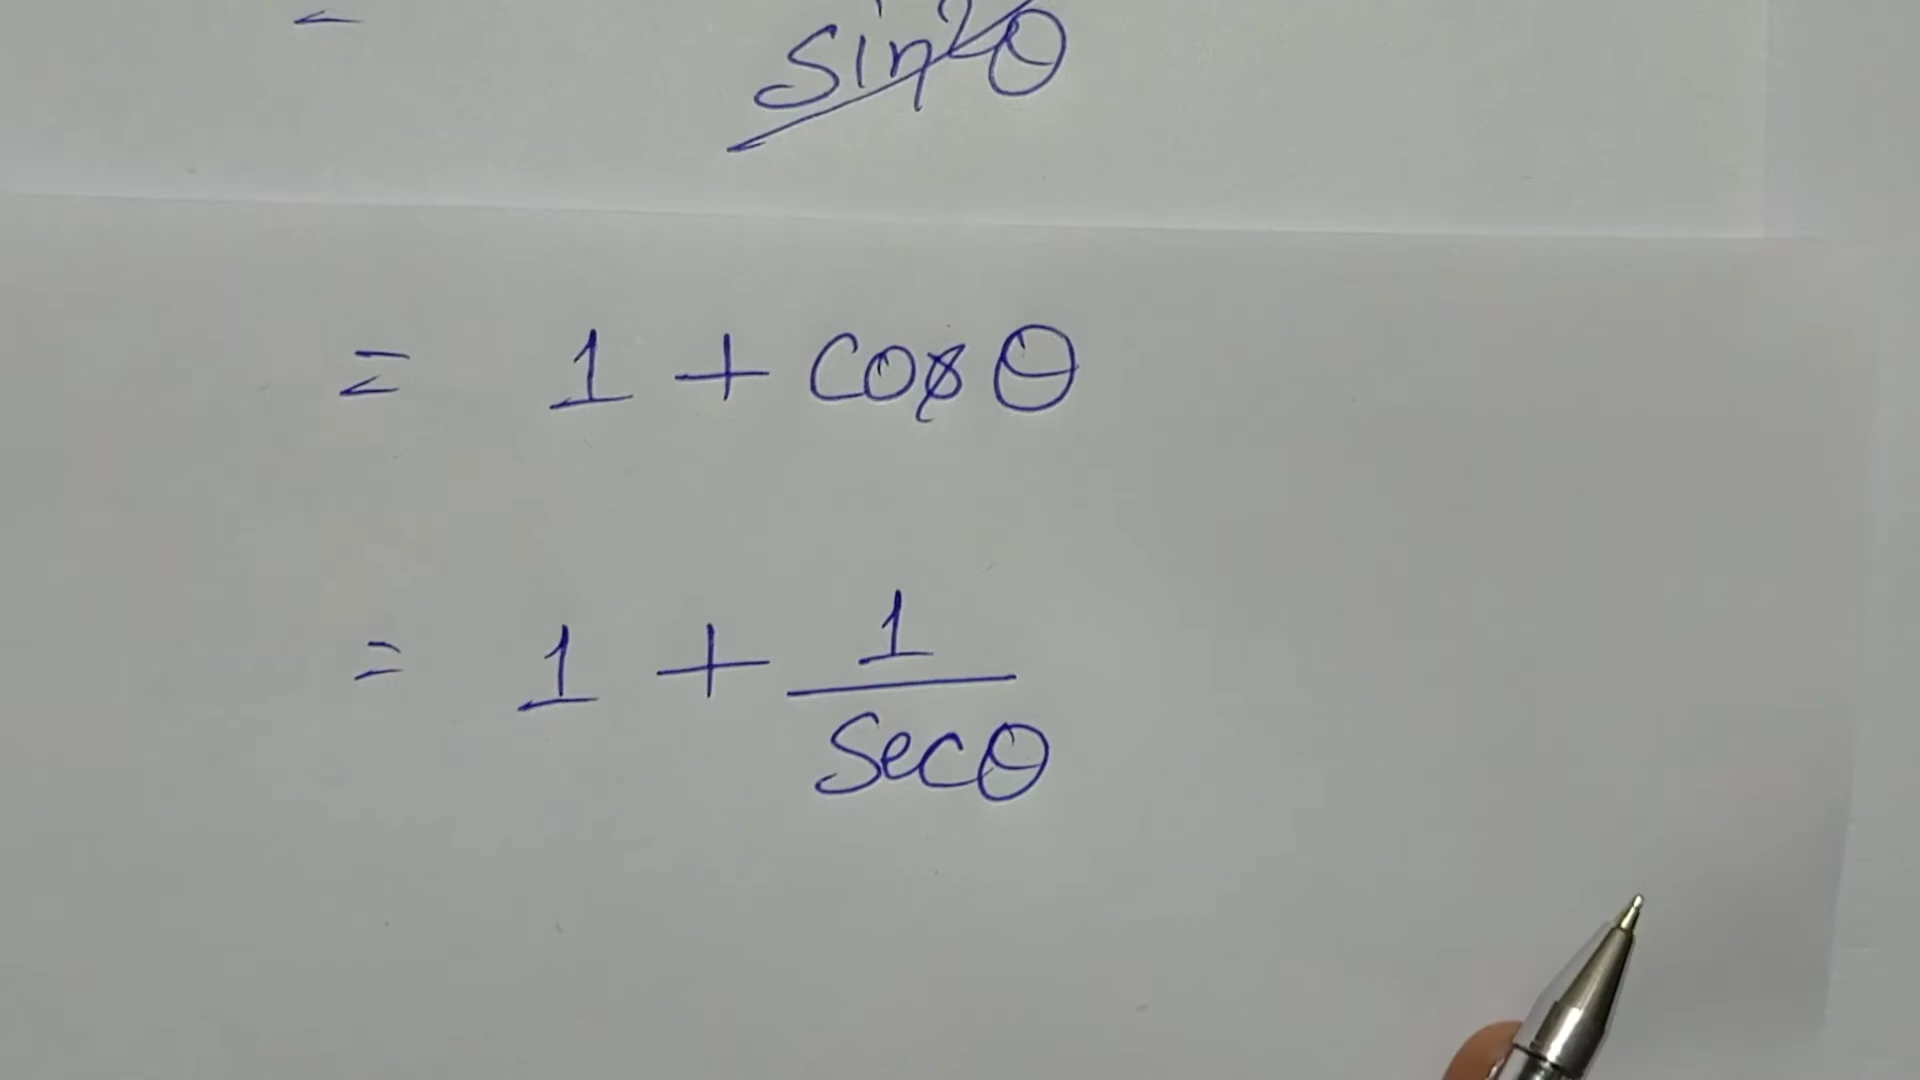 = sin²θ
= 1 + cosθ
= 1 + 1/secθ